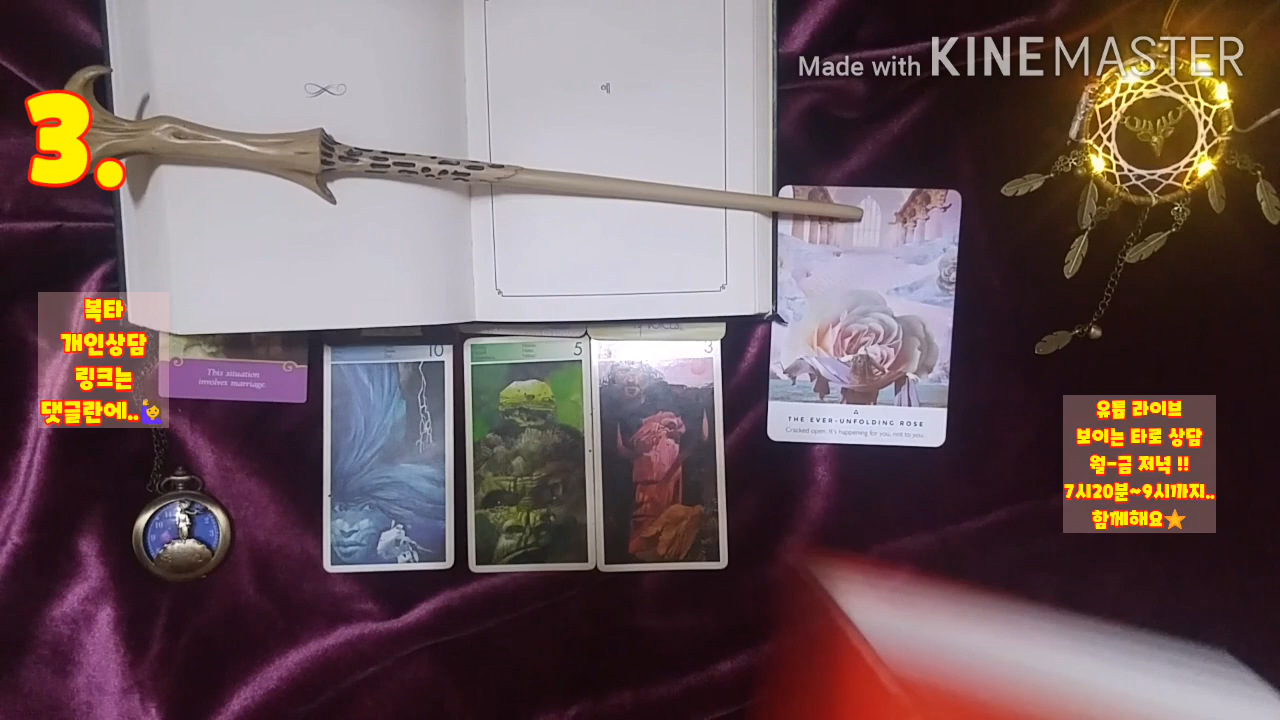 Made with KINEMASTER
3.
예
복타
개인상담
링크는
댓글란에..🙋‍♀️
This situation
involves marriage.
10
5
3
VOICES
A
THE EVER-UNFOLDING ROSE
Cracked open. It's happening for you, not to you.
유튭 라이브
보이는 타로 상담
월-금 저녁 !!
7시20분~9시까지..
함께해요⭐